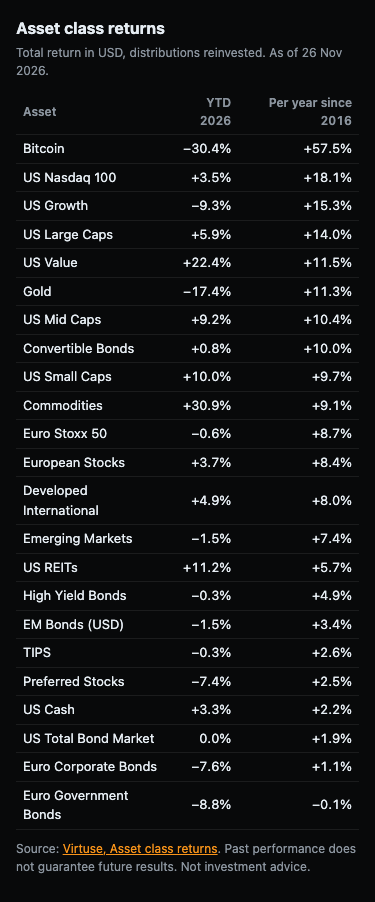 Asset class returns
Total return in USD, distributions reinvested. As of 26 Nov
2026.
Asset YTD 2026 Per year since 2016
Bitcoin −30.4% +57.5%
US Nasdaq 100 +3.5% +18.1%
US Growth −9.3% +15.3%
US Large Caps +5.9% +14.0%
US Value +22.4% +11.5%
Gold −17.4% +11.3%
US Mid Caps +9.2% +10.4%
Convertible Bonds +0.8% +10.0%
US Small Caps +10.0% +9.7%
Commodities +30.9% +9.1%
Euro Stoxx 50 −0.6% +8.7%
European Stocks +3.7% +8.4%
Developed International +4.9% +8.0%
Emerging Markets −1.5% +7.4%
US REITs +11.2% +5.7%
High Yield Bonds −0.3% +4.9%
EM Bonds (USD) −1.5% +3.4%
TIPS −0.3% +2.6%
Preferred Stocks −7.4% +2.5%
US Cash +3.3% +2.2%
US Total Bond Market 0.0% +1.9%
Euro Corporate Bonds −7.6% +1.1%
Euro Government Bonds −8.8% −0.1%
Source: Virtuse, Asset class returns. Past performance does
not guarantee future results. Not investment advice.